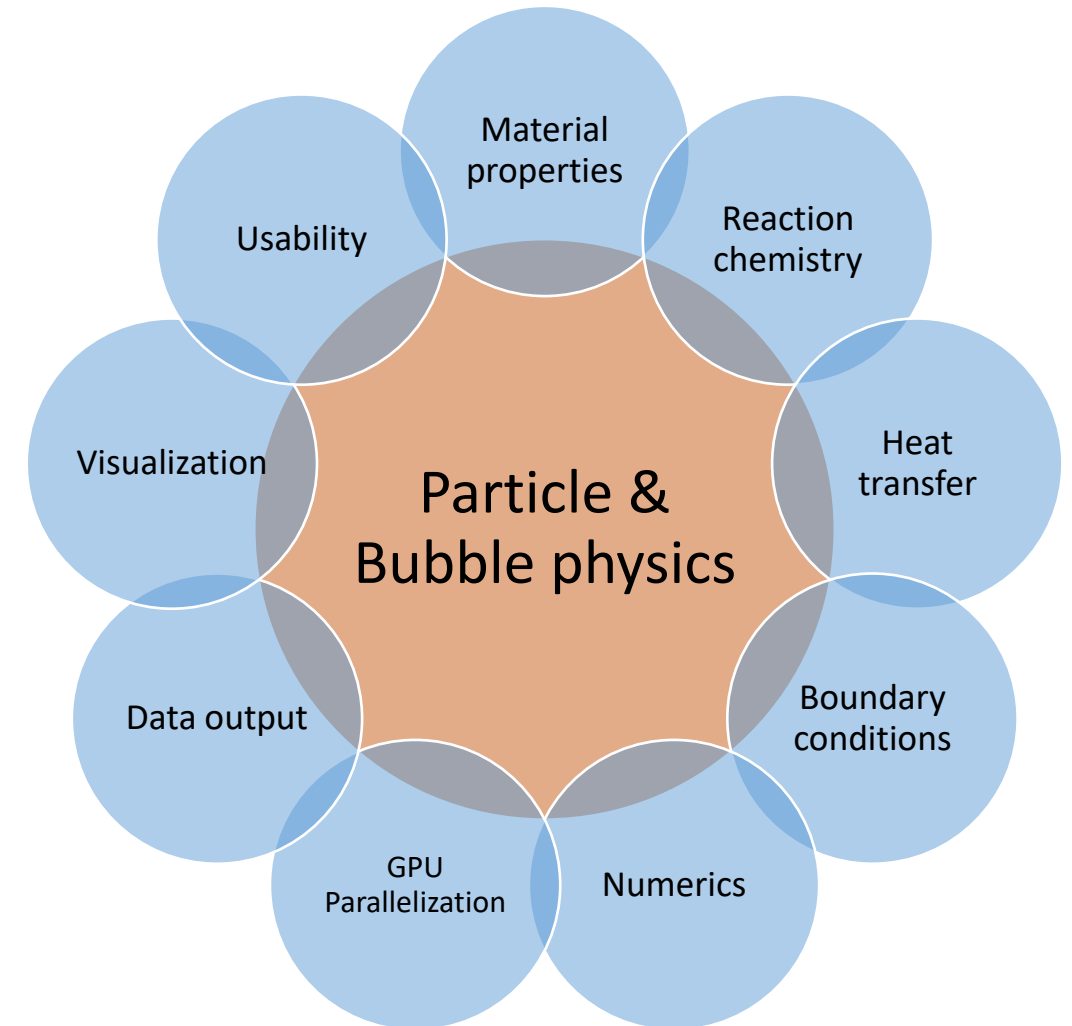 Material
properties
Reaction
chemistry
Heat
transfer
Boundary
conditions
Numerics
GPU
Parallelization
Data output
Visualization
Usability
Particle &
Bubble physics